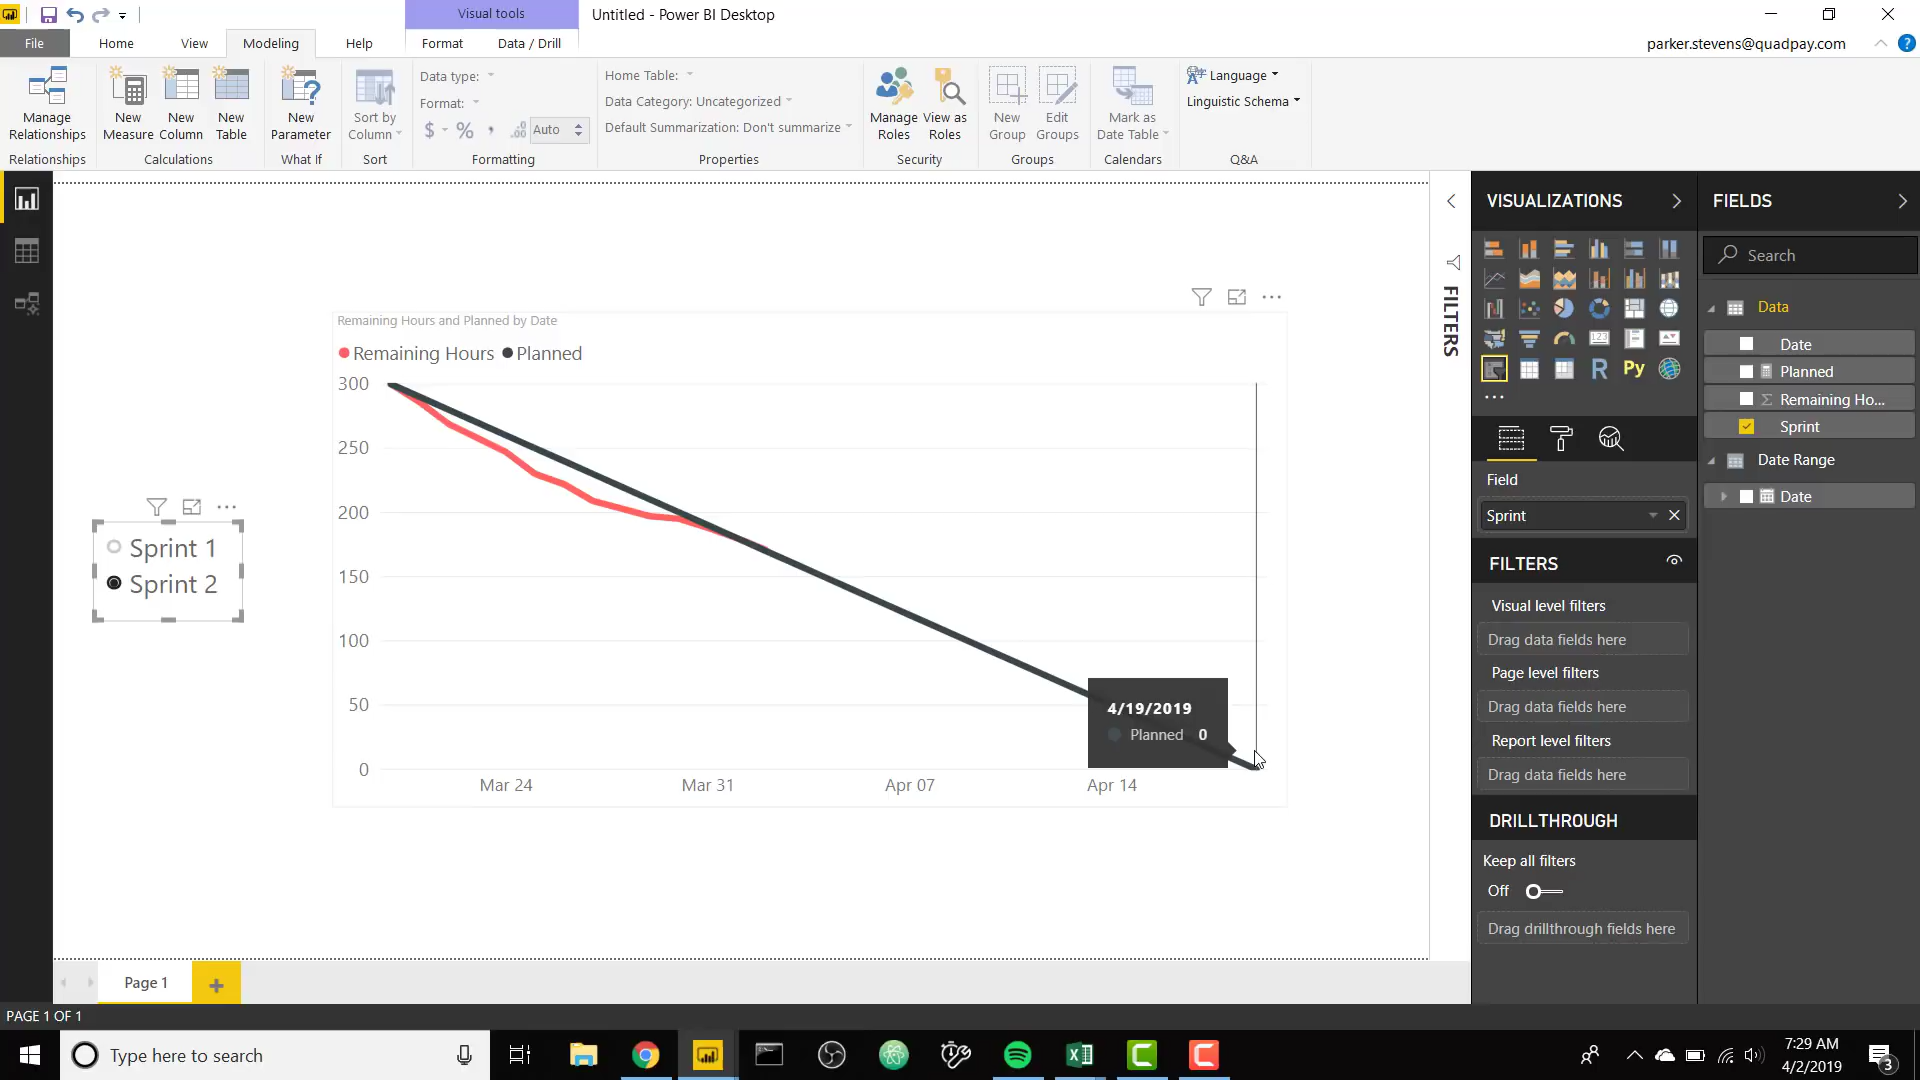 Visual tools
Untitled - Power BI Desktop
File
Home
View
Modeling
Help
Format
Data / Drill
parker.stevens@quadpay.com
?
Manage
Relationships
New
Measure
New
Column
New
Table
New
Parameter
Sort by
Column
Data type:
Format:
$ % , .00 Auto
Home Table:
Data Category: Uncategorized
Default Summarization: Don't summarize
Manage
Roles
View as
Roles
New
Group
Edit
Groups
Mark as
Date Table
Language
Linguistic Schema
Relationships
Calculations
What If
Sort
Formatting
Properties
Security
Groups
Calendars
Q&A
Sprint 1
Sprint 2
Remaining Hours and Planned by Date
Remaining Hours
Planned
300
250
200
150
100
50
0
Mar 24
Mar 31
Apr 07
Apr 14
4/19/2019
Planned 0
FILTERS
VISUALIZATIONS
123
R
Py
Field
Sprint
FILTERS
Visual level filters
Drag data fields here
Page level filters
Drag data fields here
Report level filters
Drag data fields here
DRILLTHROUGH
Keep all filters
Off
Drag drillthrough fields here
FIELDS
Search
Data
Date
Planned
Σ Remaining Ho...
Sprint
Date Range
Date
Page 1
PAGE 1 OF 1
Type here to search
7:29 AM
4/2/2019
3